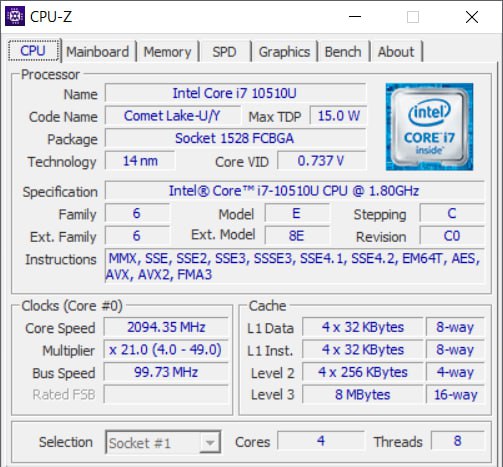 CPU-Z
CPU Mainboard Memory SPD Graphics Bench About
Processor
Name Intel Core i7 10510U
Code Name Comet Lake-U/Y Max TDP 15.0 W
Package Socket 1528 FCBGA
Technology 14 nm Core VID 0.737 V
intel
CORE i7
inside™
Specification Intel® Core™ i7-10510U CPU @ 1.80GHz
Family 6 Model E Stepping C
Ext. Family 6 Ext. Model 8E Revision C0
Instructions MMX, SSE, SSE2, SSE3, SSSE3, SSE4.1, SSE4.2, EM64T, AES,
AVX, AVX2, FMA3
Clocks (Core #0)
Core Speed 2094.35 MHz
Multiplier x 21.0 (4.0 - 49.0)
Bus Speed 99.73 MHz
Rated FSB
Cache
L1 Data 4 x 32 KBytes 8-way
L1 Inst. 4 x 32 KBytes 8-way
Level 2 4 x 256 KBytes 4-way
Level 3 8 MBytes 16-way
Selection Socket #1 Cores 4 Threads 8